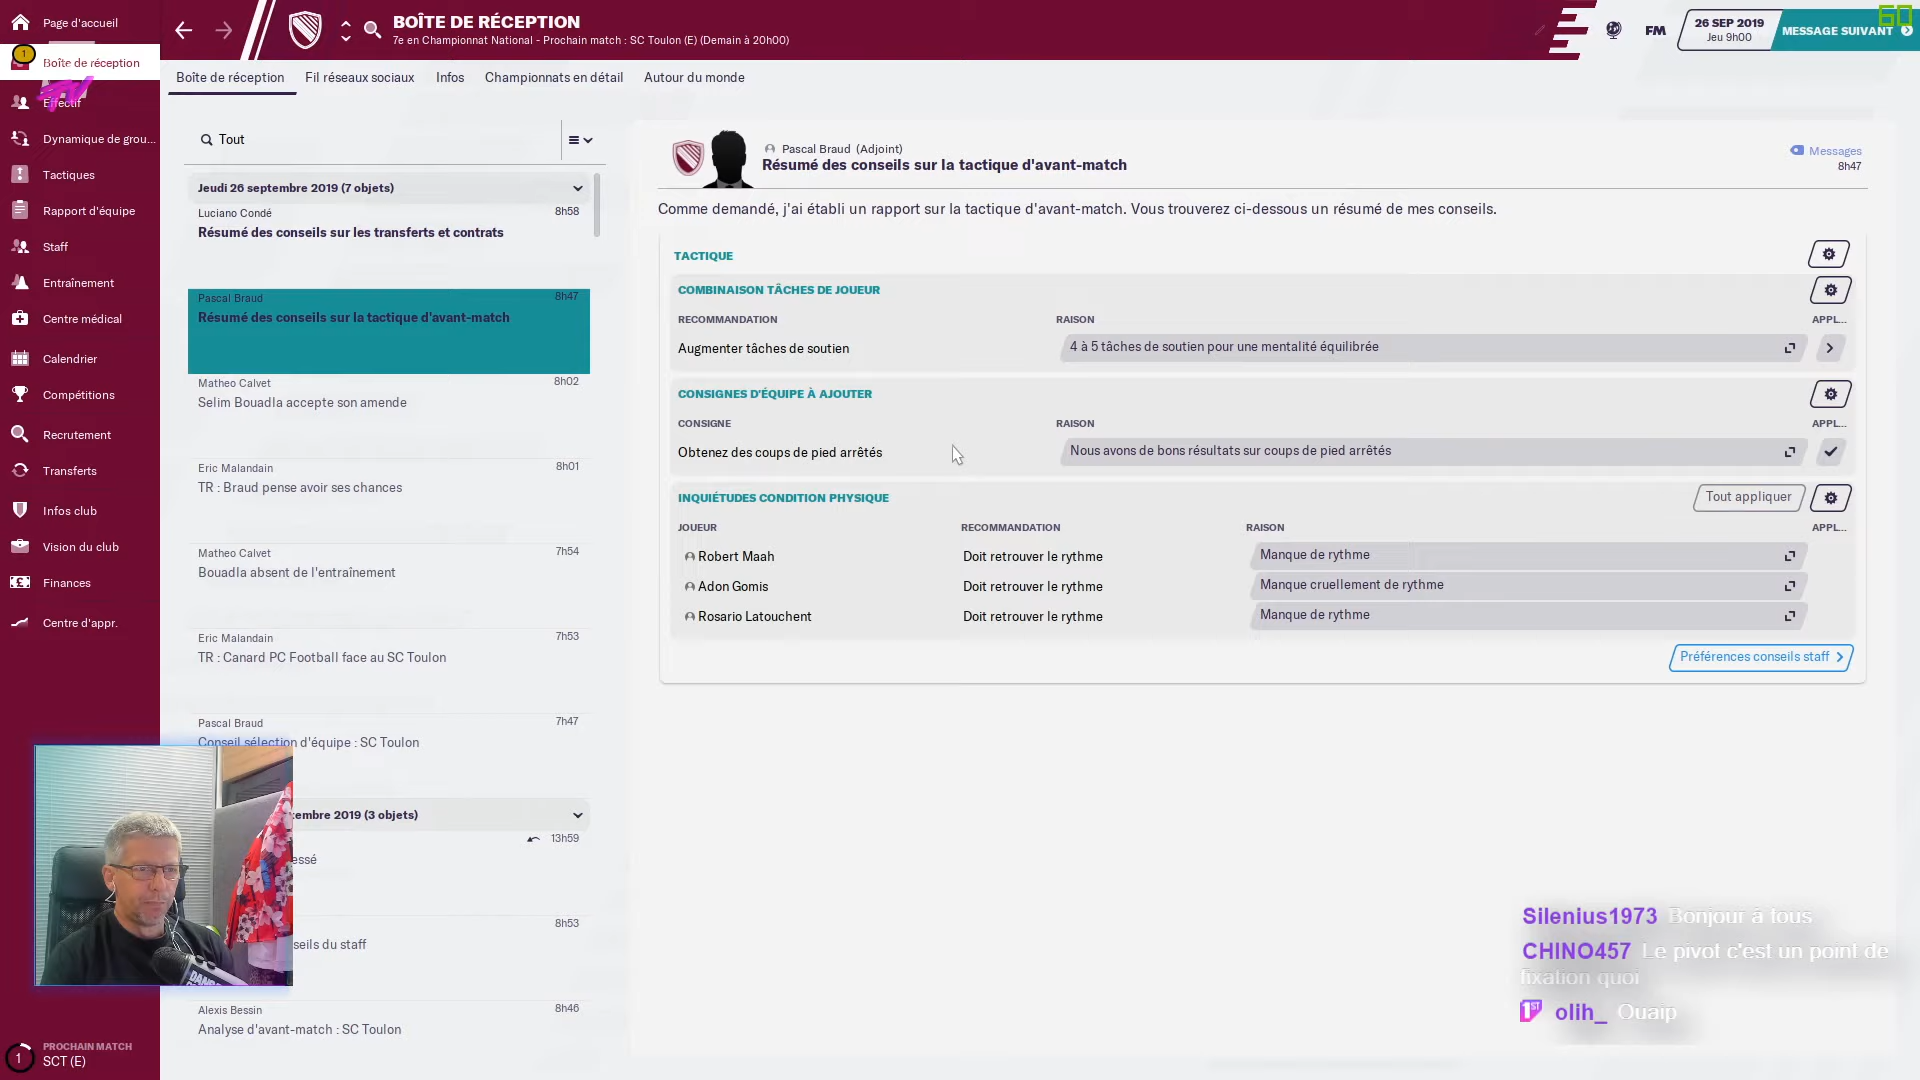 Page d'accueil
1
Boîte de réception
Effectif
Dynamique de grou...
Tactiques
Rapport d'équipe
Staff
Entraînement
Centre médical
Calendrier
Compétitions
Recrutement
Transferts
Infos club
Vision du club
Finances
Centre d'appr.
1
PROCHAIN MATCH
SCT (E)
BOÎTE DE RÉCEPTION
7e en Championnat National - Prochain match : SC Toulon (E) (Demain à 20h00)
FM
26 SEP 2019
Jeu 9h00
MESSAGE SUIVANT
60
Boîte de réception Fil réseaux sociaux Infos Championnats en détail Autour du monde
Tout
Jeudi 26 septembre 2019 (7 objets)
Luciano Condé 8h58
Résumé des conseils sur les transferts et contrats
Pascal Braud 8h47
Résumé des conseils sur la tactique d'avant-match
Matheo Calvet 8h02
Selim Bouadla accepte son amende
Eric Malandain 8h01
TR : Braud pense avoir ses chances
Matheo Calvet 7h54
Bouadla absent de l'entraînement
Eric Malandain 7h53
TR : Canard PC Football face au SC Toulon
Pascal Braud 7h47
Conseil sélection d'équipe : SC Toulon
tembre 2019 (3 objets)
13h59
essé
8h53
seils du staff
Alexis Bessin 8h46
Analyse d'avant-match : SC Toulon
Pascal Braud (Adjoint)
Résumé des conseils sur la tactique d'avant-match
Messages
8h47
Comme demandé, j'ai établi un rapport sur la tactique d'avant-match. Vous trouverez ci-dessous un résumé de mes conseils.
TACTIQUE
COMBINAISON TÂCHES DE JOUEUR
RECOMMANDATION RAISON APPL...
Augmenter tâches de soutien 4 à 5 tâches de soutien pour une mentalité équilibrée
CONSIGNES D'ÉQUIPE À AJOUTER
CONSIGNE RAISON APPL...
Obtenez des coups de pied arrêtés Nous avons de bons résultats sur coups de pied arrêtés
INQUIÉTUDES CONDITION PHYSIQUE Tout appliquer
JOUEUR RECOMMANDATION RAISON APPL...
Robert Maah Doit retrouver le rythme Manque de rythme
Adon Gomis Doit retrouver le rythme Manque cruellement de rythme
Rosario Latouchent Doit retrouver le rythme Manque de rythme
Préférences conseils staff
Silenius1973 Bonjour à tous
CHINO457 Le pivot c'est un point de
fixation quoi
1ST olih_ Ouaip